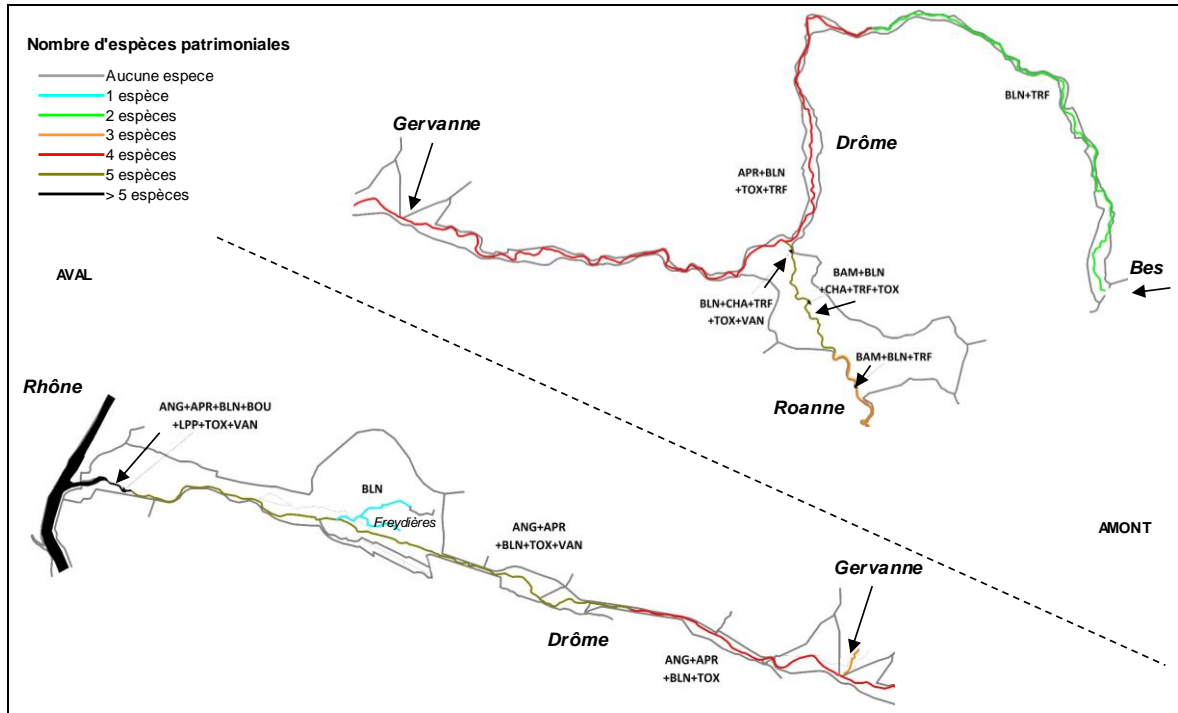 Nombre d'espèces patrimoniales
Aucune espece
1 espèce
2 espèces
3 espèces
4 espèces
5 espèces
> 5 espèces
Gervanne
Drôme
BLN+TRF
APR+BLN
+TOX+TRF
AVAL
BLN+CHA+TRF
+TOX+VAN
BAM+BLN
+CHA+TRF+TOX
Bes
BAM+BLN+TRF
Roanne
Rhône
ANG+APR+BLN+BOU
+LPP+TOX+VAN
BLN
Freydières
ANG+APR
+BLN+TOX+VAN
AMONT
Gervanne
Drôme
ANG+APR
+BLN+TOX